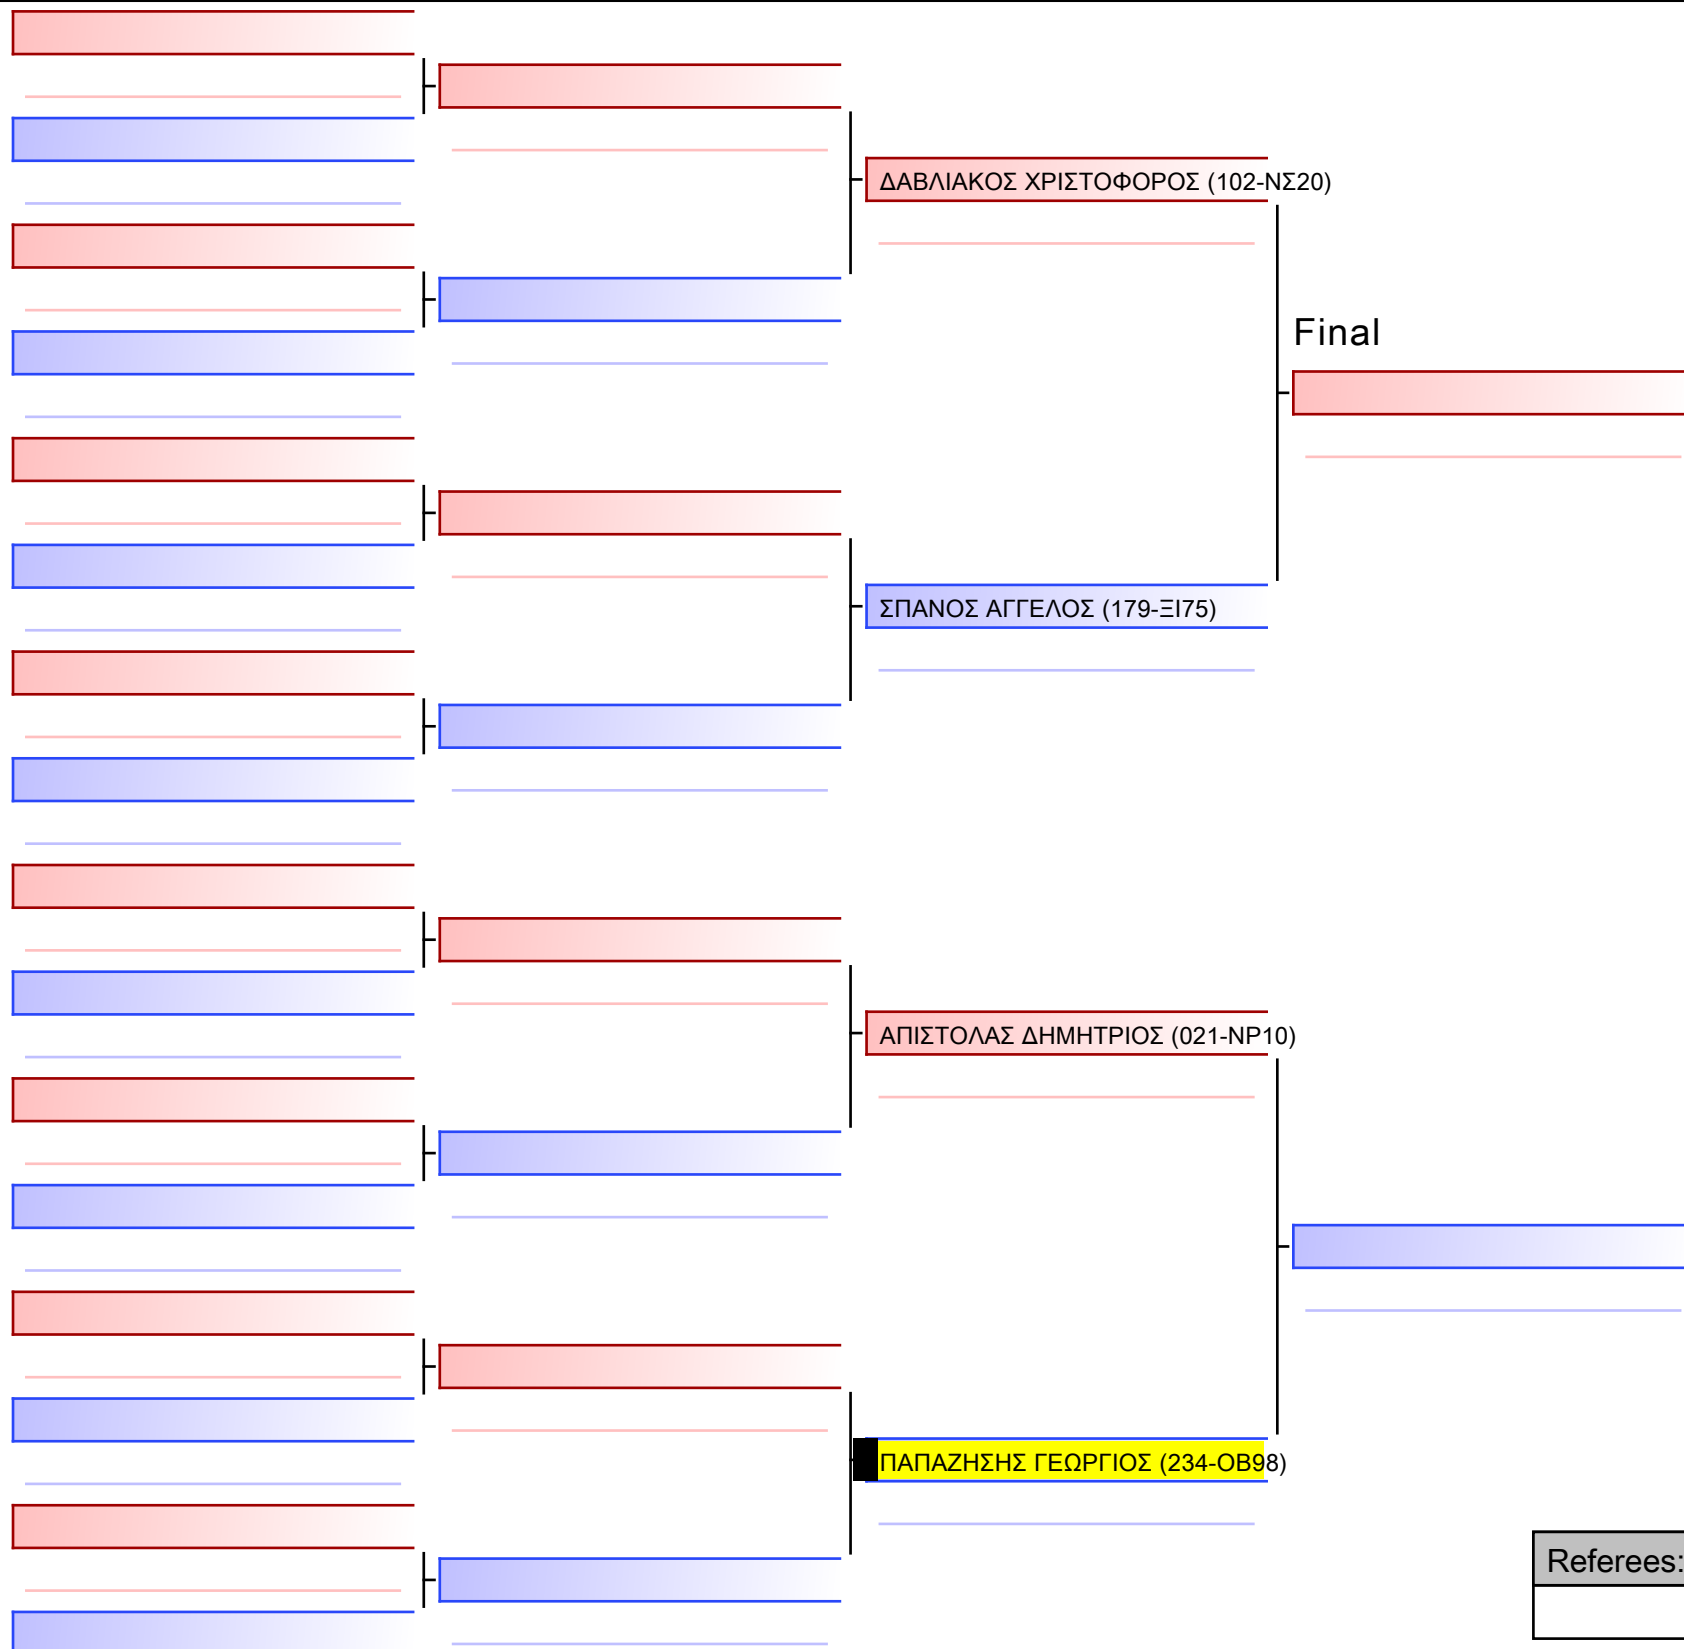 ΔΑΒΛΙΑΚΟΣ ΧΡΙΣΤΟΦΟΡΟΣ (102-ΝΣ20)
Final
ΣΠΑΝΟΣ ΑΓΓΕΛΟΣ (179-ΞΙ75)
ΑΠΙΣΤΟΛΑΣ ΔΗΜΗΤΡΙΟΣ (021-ΝΡ10)
ΠΑΠΑΖΗΣΗΣ ΓΕΩΡΓΙΟΣ (234-ΟΒ98)
Referees: